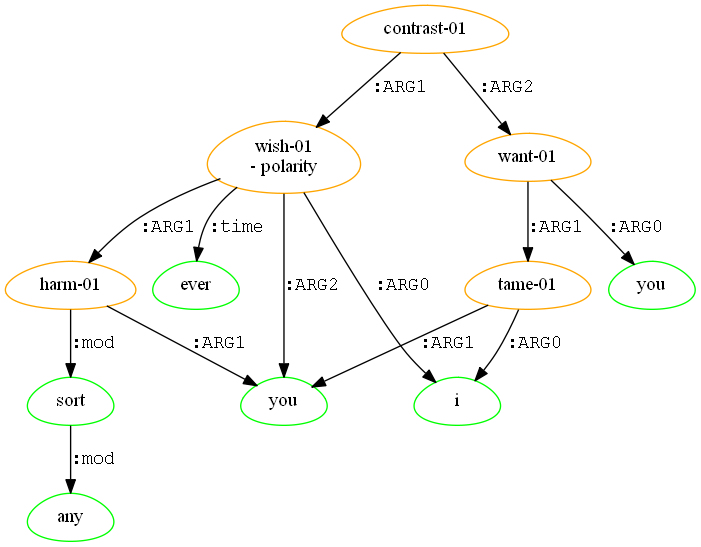 contrast-01
:ARG1
:ARG2
wish-01
- polarity
want-01
:ARG1
:time
:ARG2
:ARG0
:ARG1
:ARG0
harm-01
ever
tame-01
you
:mod
:ARG1
:ARG1
:ARG0
sort
you
i
:mod
any